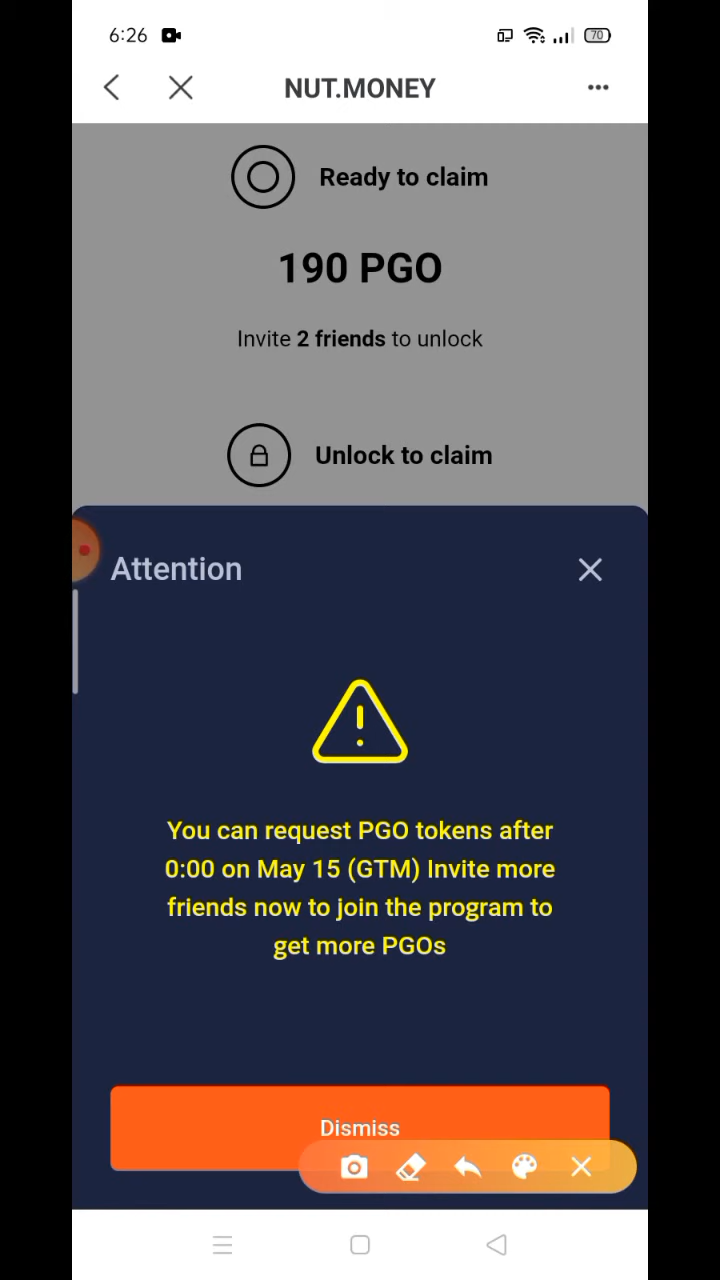 6:26
70
NUT.MONEY
Ready to claim
190 PGO
Invite 2 friends to unlock
Unlock to claim
Attention
You can request PGO tokens after
0:00 on May 15 (GTM) Invite more
friends now to join the program to
get more PGOs
Dismiss